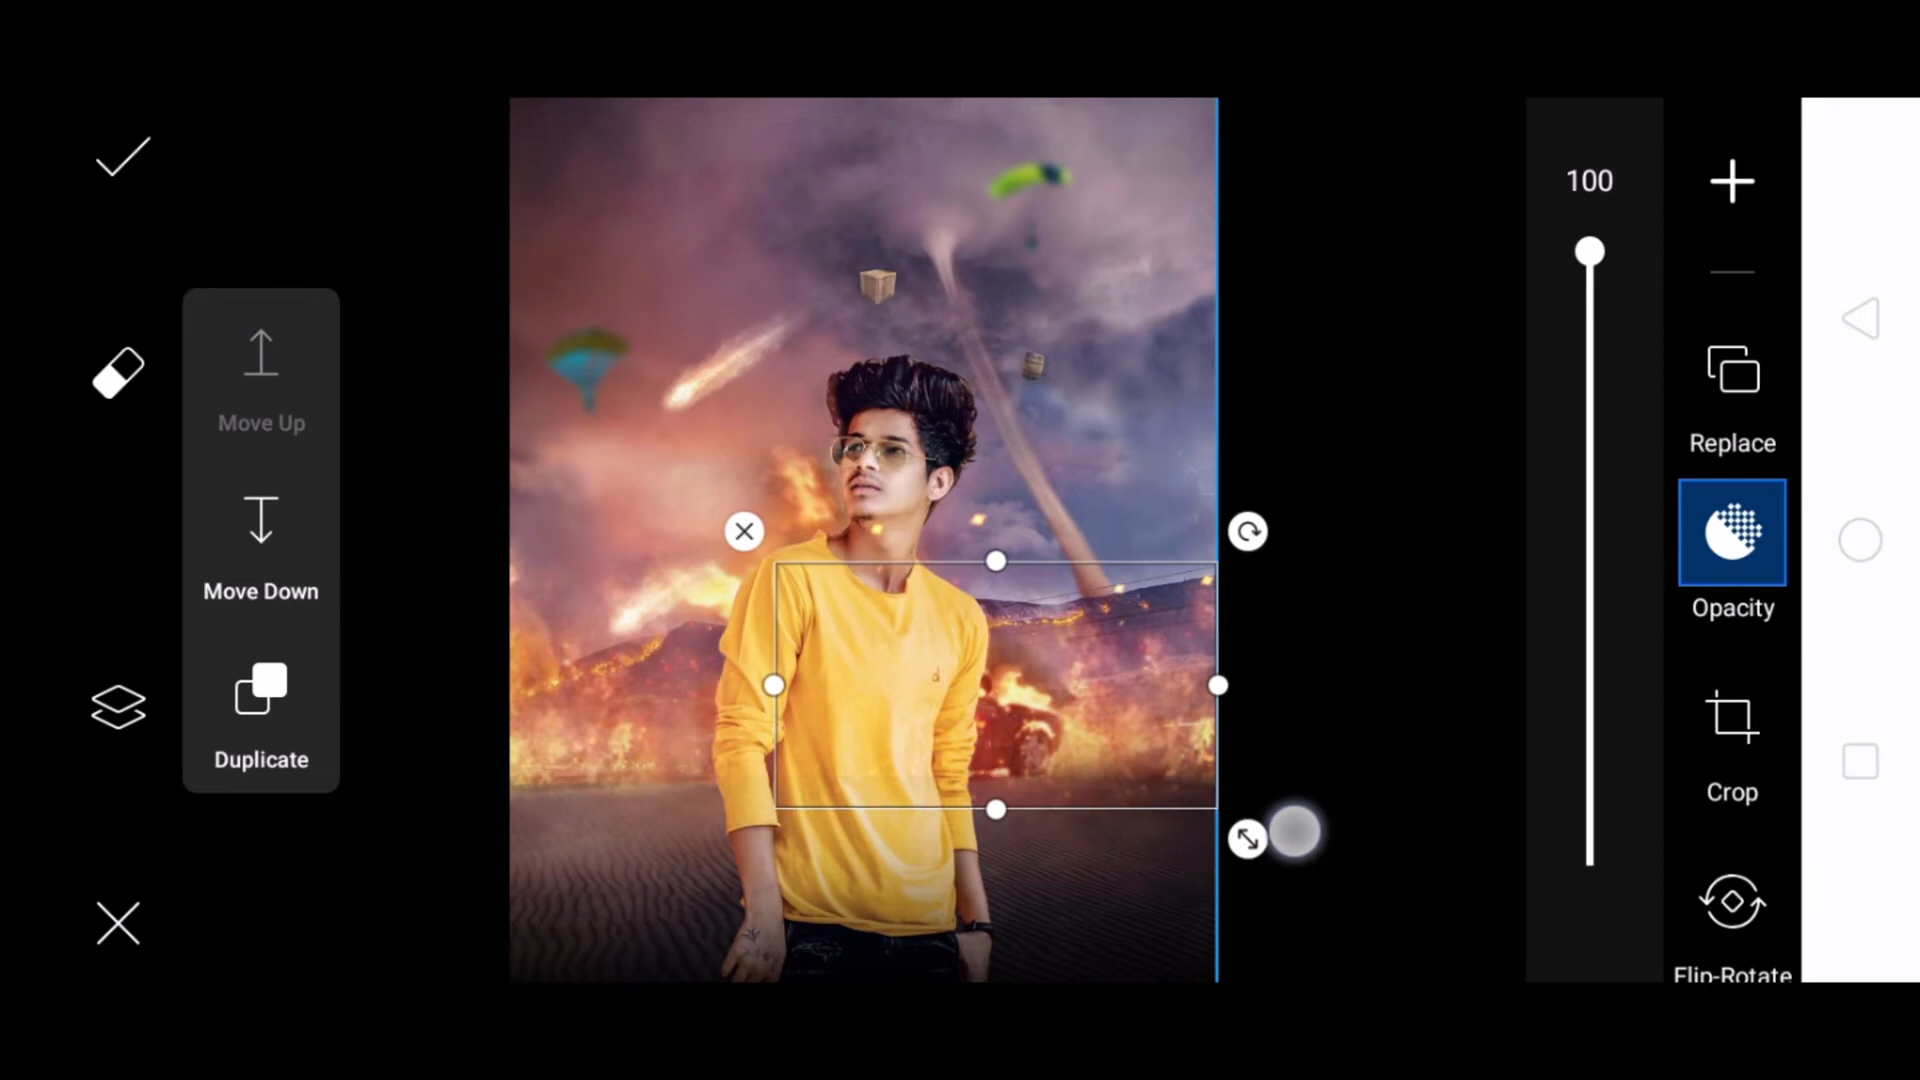 Move Up
Move Down
Duplicate
100
Replace
Opacity
Crop
Flip-Rotate